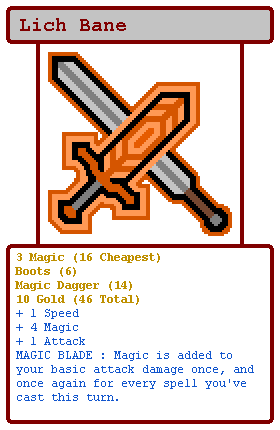 Lich Bane
3 Magic (16 Cheapest)
Boots (6)
Magic Dagger (14)
10 Gold (46 Total)
+ 1 Speed
+ 4 Magic
+ 1 Attack
MAGIC BLADE : Magic is added to
your basic attack damage once, and
once again for every spell you've
cast this turn.